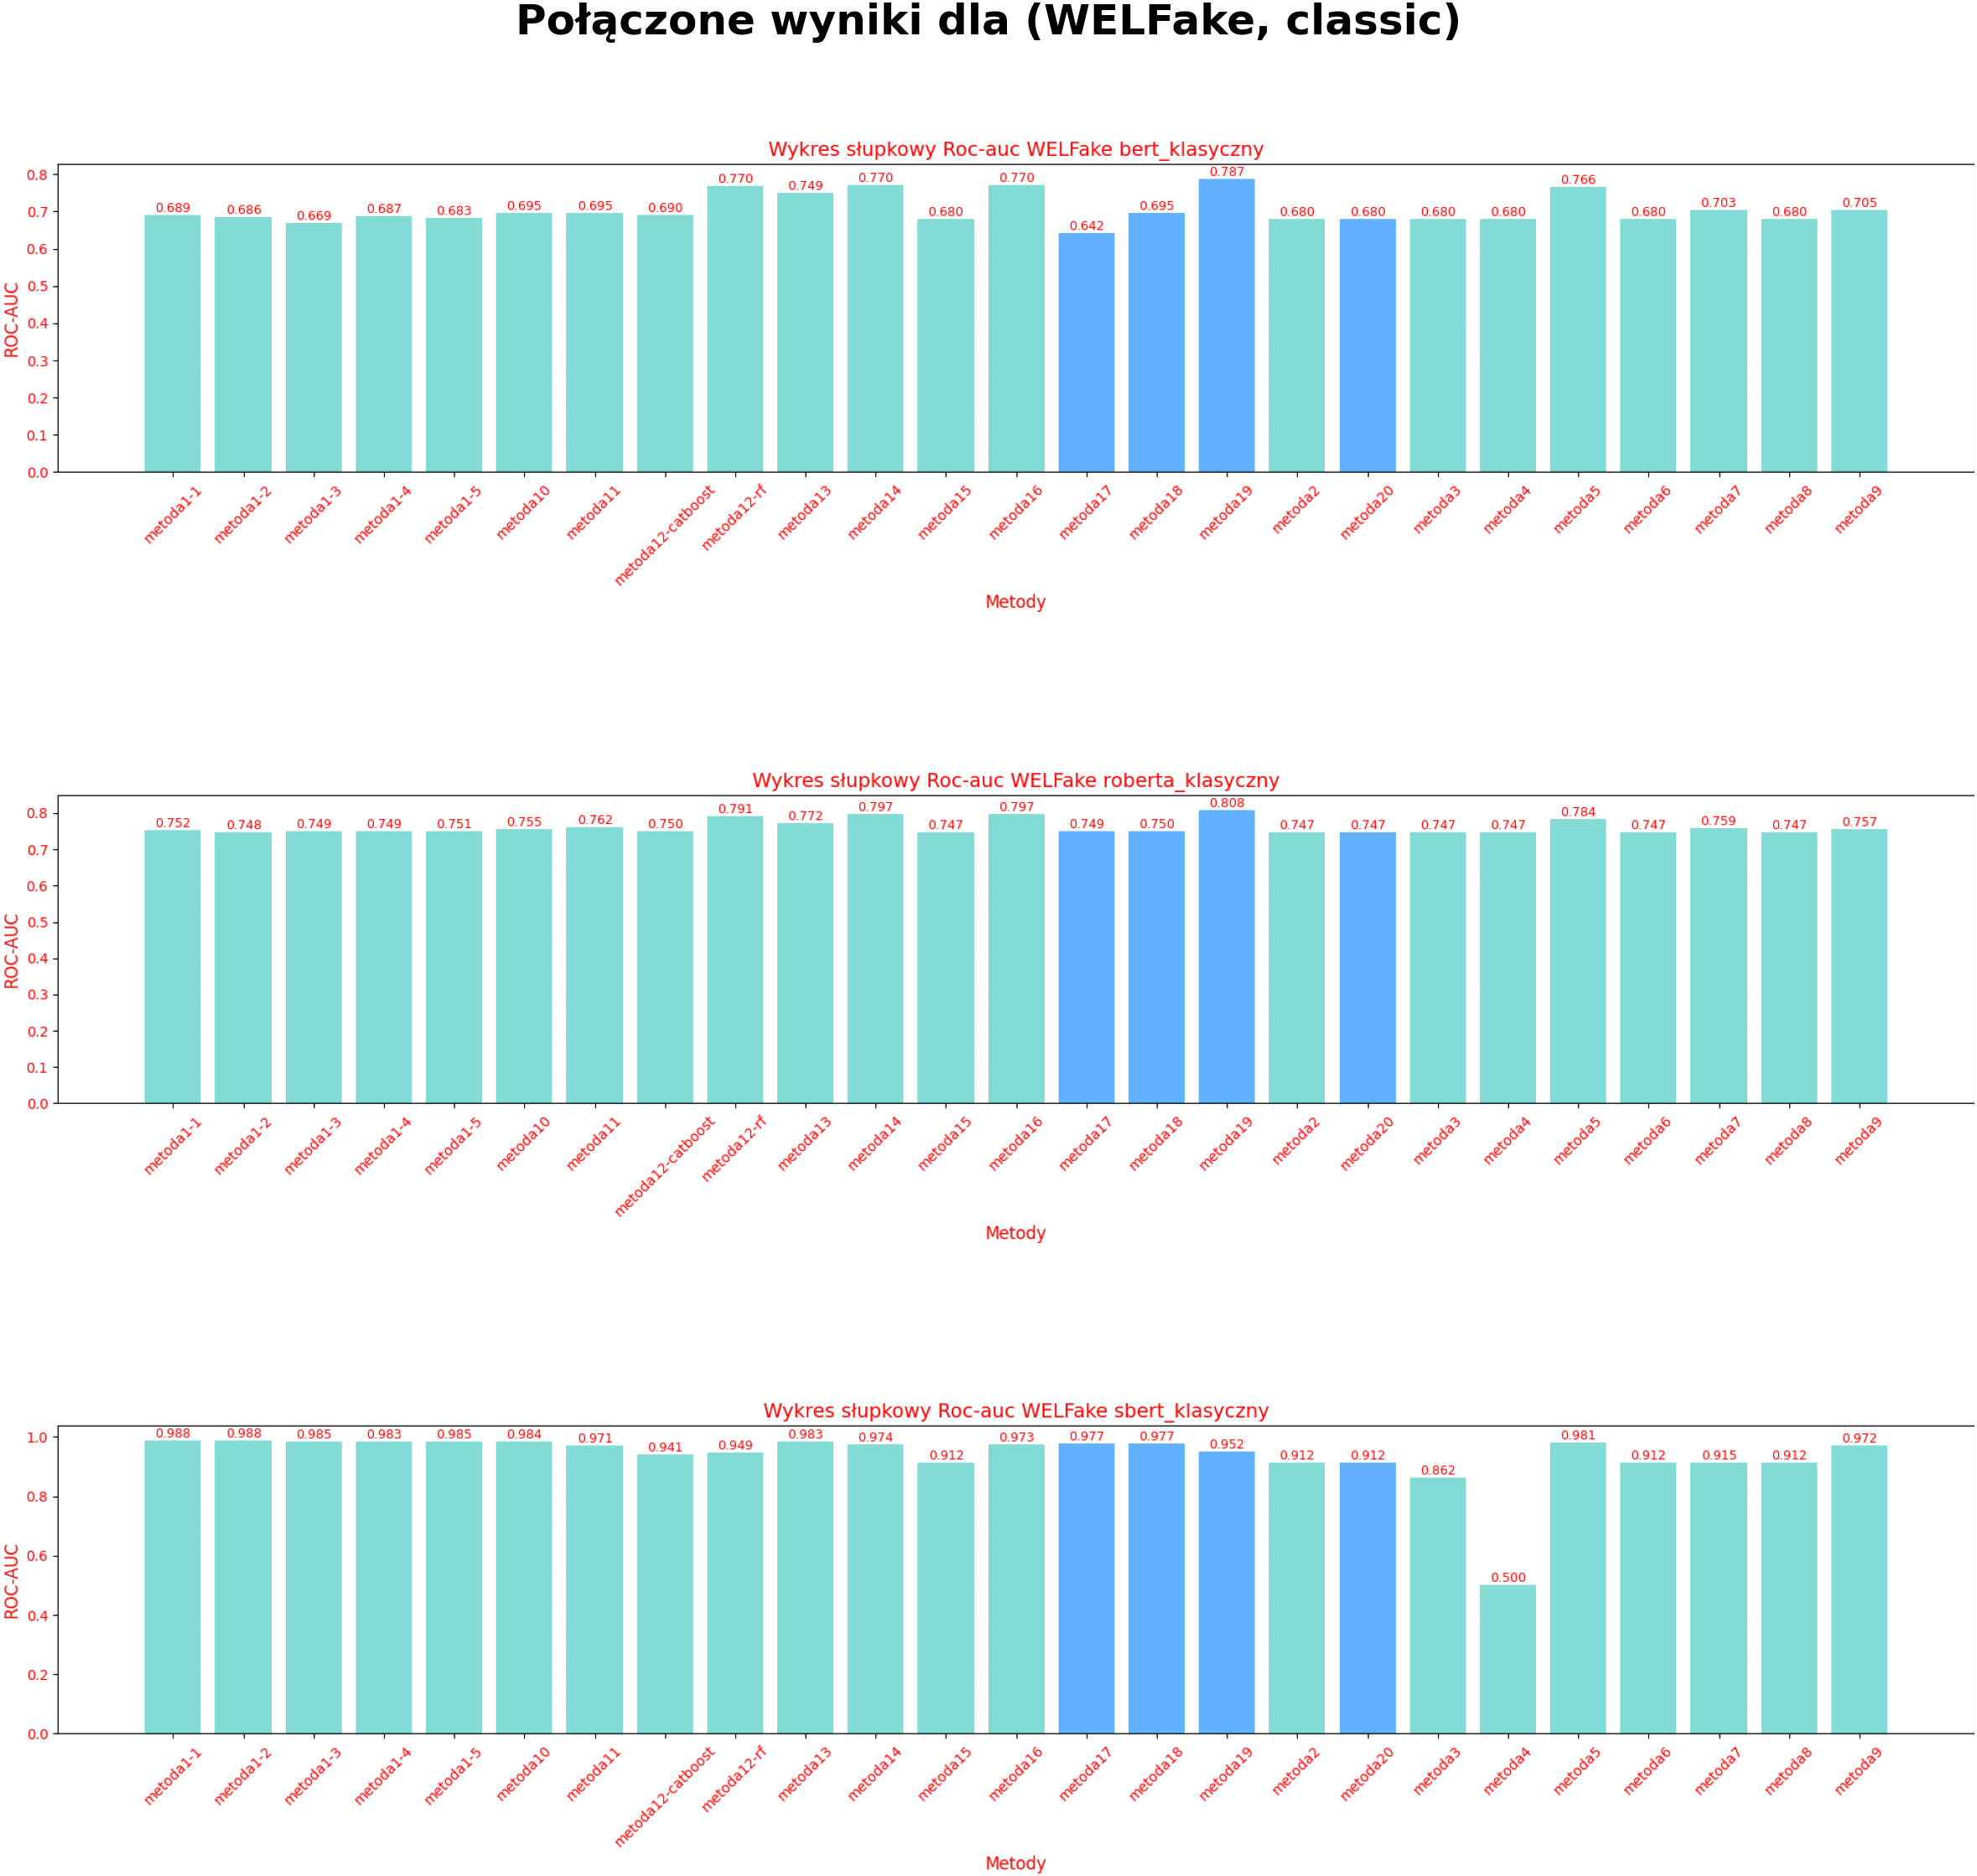 Połączone wyniki dla (WELFake, classic)
Wykres słupkowy Roc-auc WELFake bert_klasyczny
0.689 0.686 0.669 0.687 0.683 0.695 0.695 0.690 0.770 0.749 0.770 0.680 0.770 0.642 0.695 0.787 0.680 0.680 0.680 0.680 0.766 0.680 0.703 0.680 0.705
ROC-AUC
0.8
0.7
0.6
0.5
0.4
0.3
0.2
0.1
0.0
metoda1-1 metoda1-2 metoda1-3 metoda1-4 metoda1-5 metoda10 metoda11 metoda12-catboost metoda12-rf metoda13 metoda14 metoda15 metoda16 metoda17 metoda18 metoda19 metoda2 metoda20 metoda3 metoda4 metoda5 metoda6 metoda7 metoda8 metoda9
Metody
Wykres słupkowy Roc-auc WELFake roberta_klasyczny
0.752 0.748 0.749 0.749 0.751 0.755 0.762 0.750 0.791 0.772 0.797 0.747 0.797 0.749 0.750 0.808 0.747 0.747 0.747 0.747 0.784 0.747 0.759 0.747 0.757
ROC-AUC
0.8
0.7
0.6
0.5
0.4
0.3
0.2
0.1
0.0
metoda1-1 metoda1-2 metoda1-3 metoda1-4 metoda1-5 metoda10 metoda11 metoda12-catboost metoda12-rf metoda13 metoda14 metoda15 metoda16 metoda17 metoda18 metoda19 metoda2 metoda20 metoda3 metoda4 metoda5 metoda6 metoda7 metoda8 metoda9
Metody
Wykres słupkowy Roc-auc WELFake sbert_klasyczny
0.988 0.988 0.985 0.983 0.985 0.984 0.971 0.941 0.949 0.983 0.974 0.912 0.973 0.977 0.977 0.952 0.912 0.912 0.862 0.500 0.981 0.912 0.915 0.912 0.972
ROC-AUC
1.0
0.8
0.6
0.4
0.2
0.0
metoda1-1 metoda1-2 metoda1-3 metoda1-4 metoda1-5 metoda10 metoda11 metoda12-catboost metoda12-rf metoda13 metoda14 metoda15 metoda16 metoda17 metoda18 metoda19 metoda2 metoda20 metoda3 metoda4 metoda5 metoda6 metoda7 metoda8 metoda9
Metody